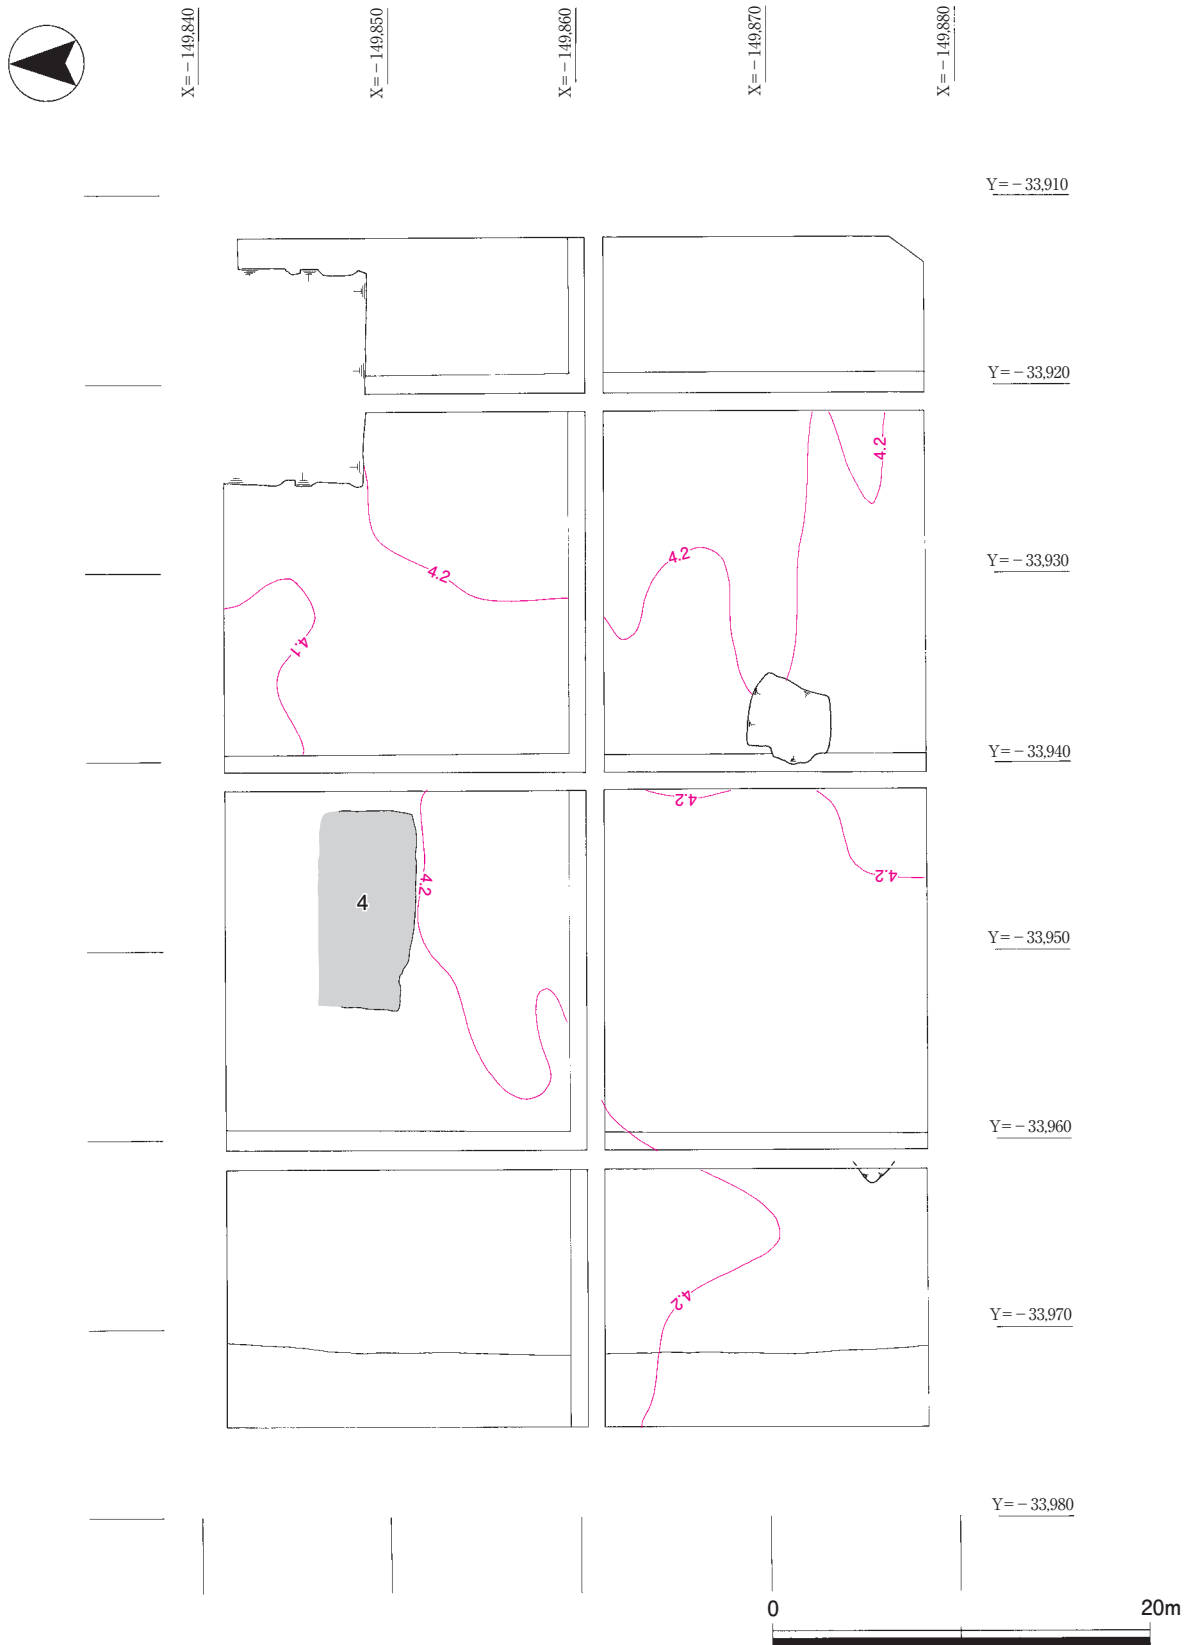 X=－149,840
X=－149,850
X=－149,860
X=－149,870
X=－149,880
Y=－33,910
Y=－33,920
4.2
Y=－33,930
4.2
4.2
4.1
Y=－33,940
4.2
4.2
4.2
4
Y=－33,950
Y=－33,960
4.2
Y=－33,970
Y=－33,980
0 20m